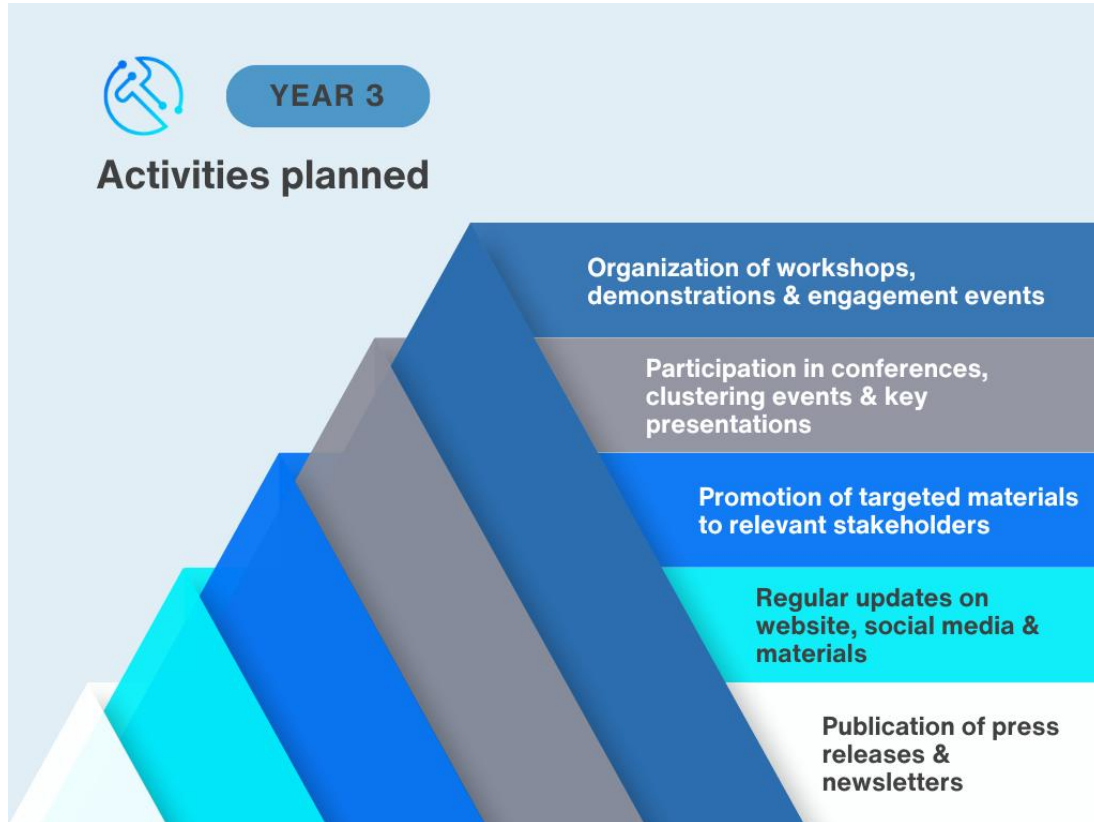 YEAR 3
Activities planned
Organization of workshops,
demonstrations & engagement events
Participation in conferences,
clustering events & key
presentations
Promotion of targeted materials
to relevant stakeholders
Regular updates on
website, social media &
materials
Publication of press
releases &
newsletters